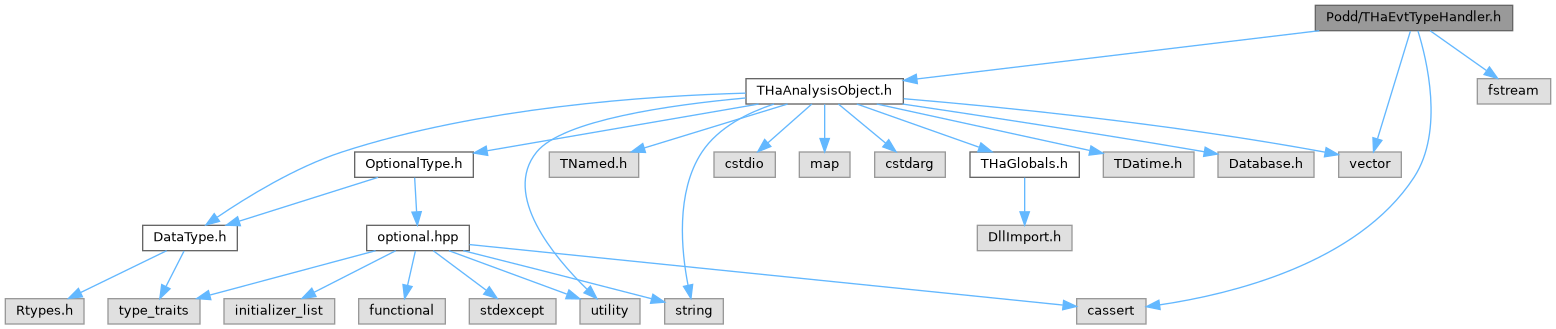 Podd/THaEvtTypeHandler.h
THaAnalysisObject.h
fstream
OptionalType.h
TNamed.h
cstdio
map
cstdarg
THaGlobals.h
TDatime.h
Database.h
vector
DataType.h
optional.hpp
DllImport.h
Rtypes.h
type_traits
initializer_list
functional
stdexcept
utility
string
cassert